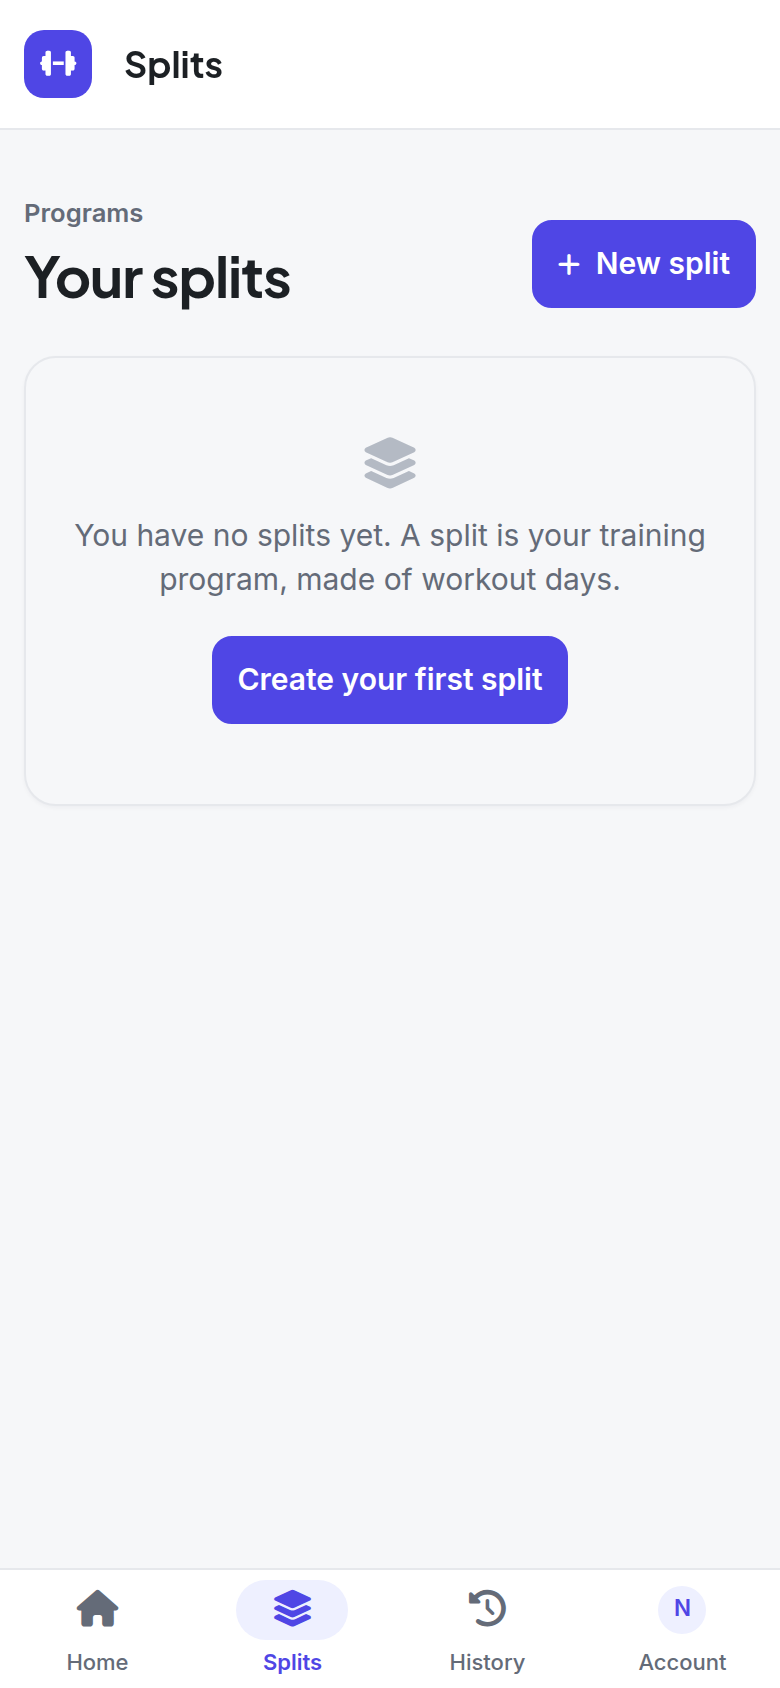 Splits
Programs
Your splits
New split
You have no splits yet. A split is your training
program, made of workout days.
Create your first split
Home
Splits
History
N
Account